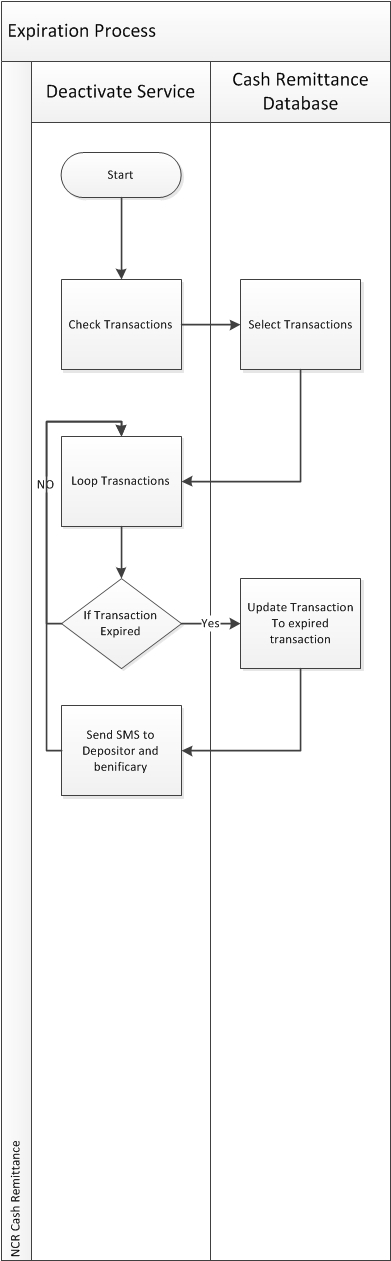 Expiration Process
Deactivate Service
Cash Remittance
Database
Start
Check Transactions
Select Transactions
NO
Loop Trasnactions
If Transaction
Expired
Yes
Update Transaction
To expired
transaction
Send SMS to
Depositor and
benificary
NCR Cash Remittance